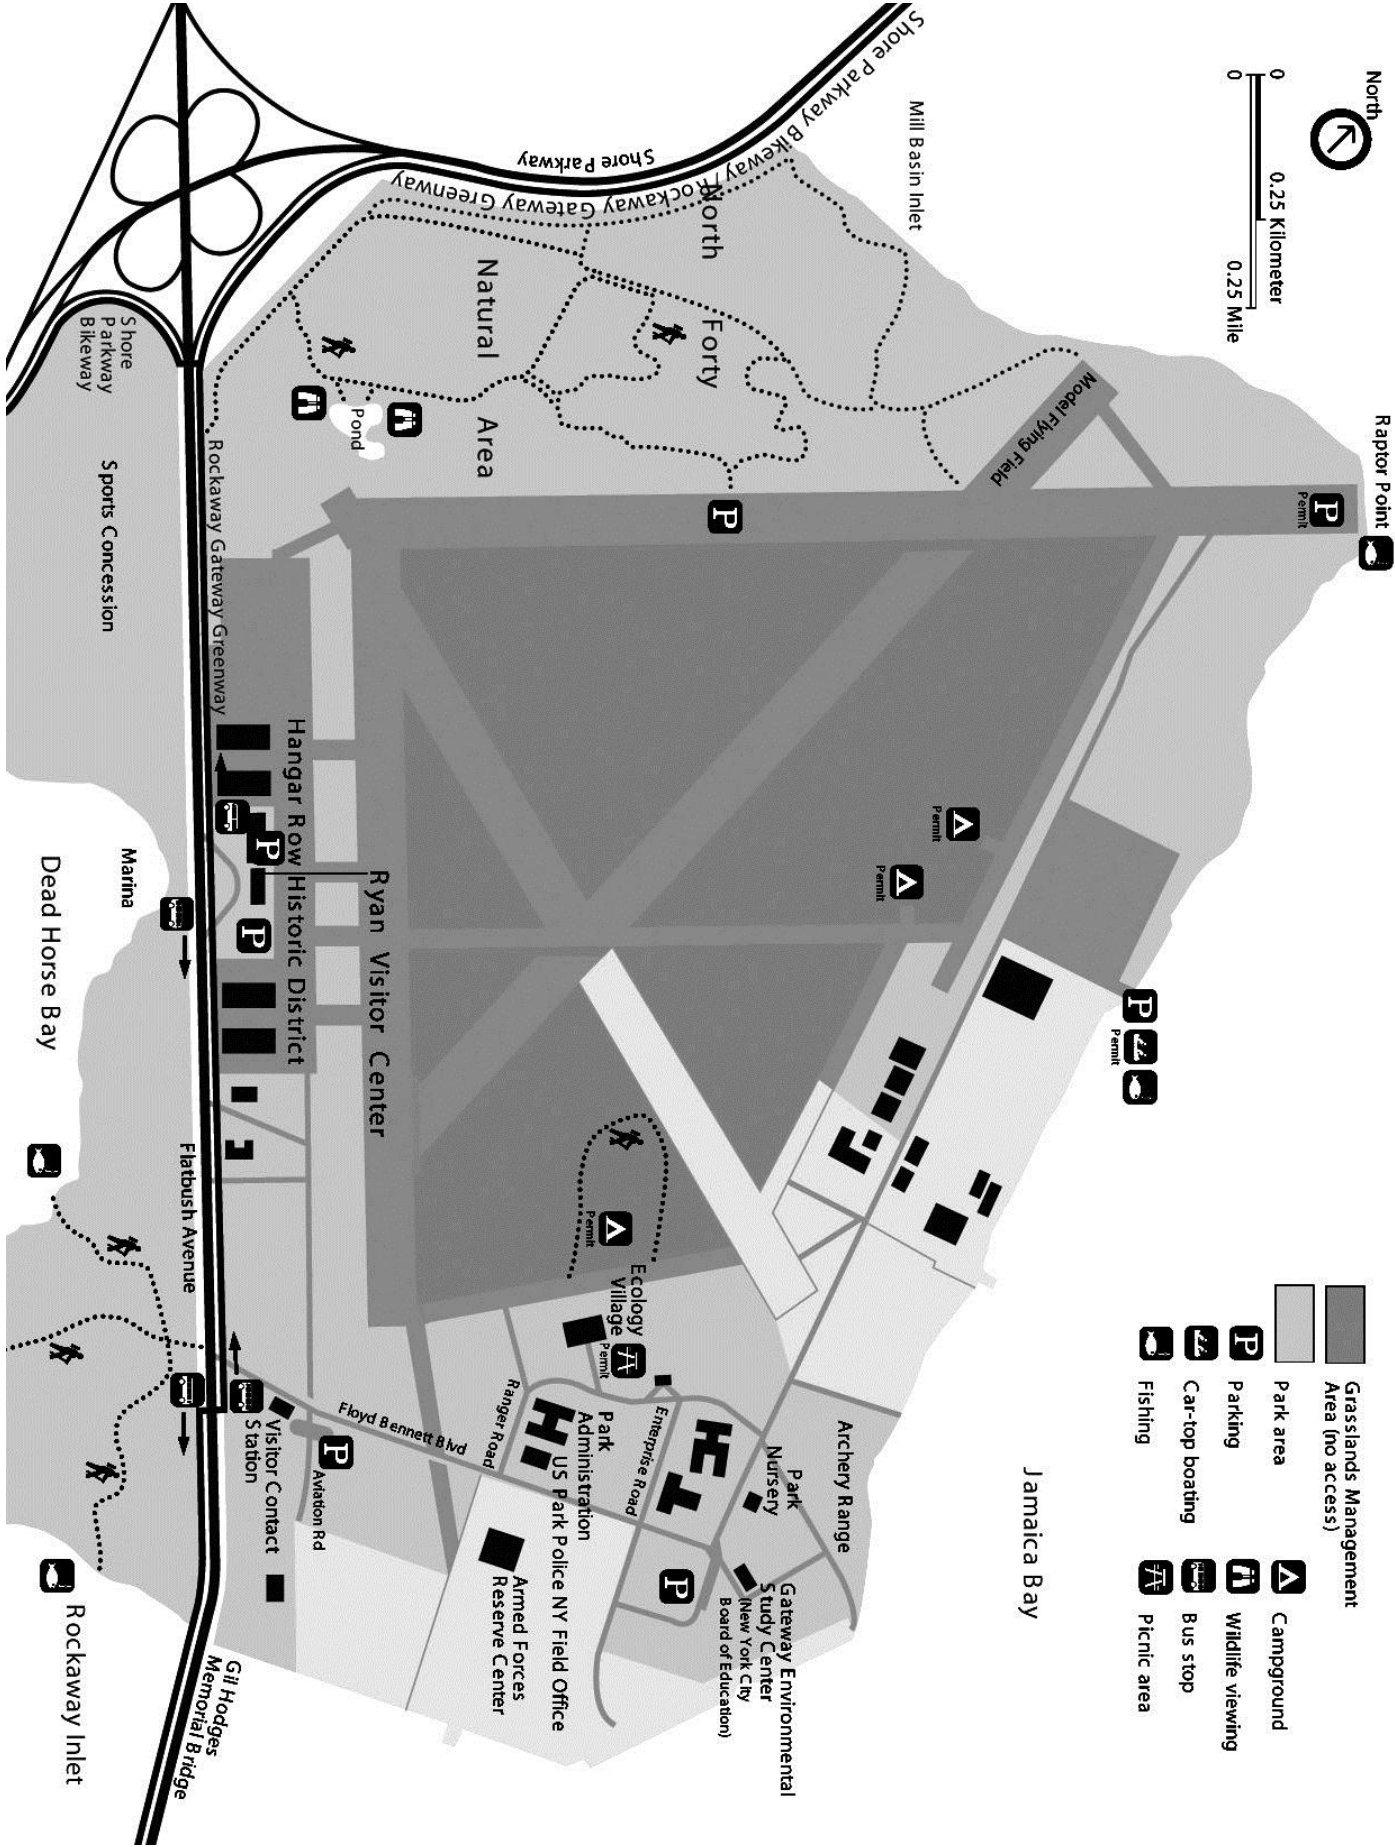 North
0
0.25 Kilometer
0
0.25 Mile
Raptor Point
Permit
Shore Parkway
Mill Basin Inlet
Shore Parkway
Shore Parkway Bikeway/Rockaway Gateway Greenway
North
Forty
Natural
Area
Model Flying Field
Pond
Shore
Parkway
Bikeway
Sports Concession
Rockaway Gateway Greenway
Hangar Row Historic District
Ryan Visitor Center
Permit
Permit
Permit
Marina
Dead Horse Bay
Flatbush Avenue
Permit
Ecology
Village
Permit
Grasslands Management
Area (no access)
Park area
Parking
Car-top boating
Fishing
Campground
Wildlife viewing
Bus stop
Picnic area
Jamaica Bay
Archery Range
Park
Nursery
Enterprise Road
Ranger Road
Park
Administration
US Park Police NY Field Office
Floyd Bennett Blvd
Aviation Rd
Visitor Contact
Station
Armed Forces
Reserve Center
Gateway Environmental
Study Center
(New York City
Board of Education)
Gil Hodges
Memorial Bridge
Rockaway Inlet
P
P
P
P
P
P
P